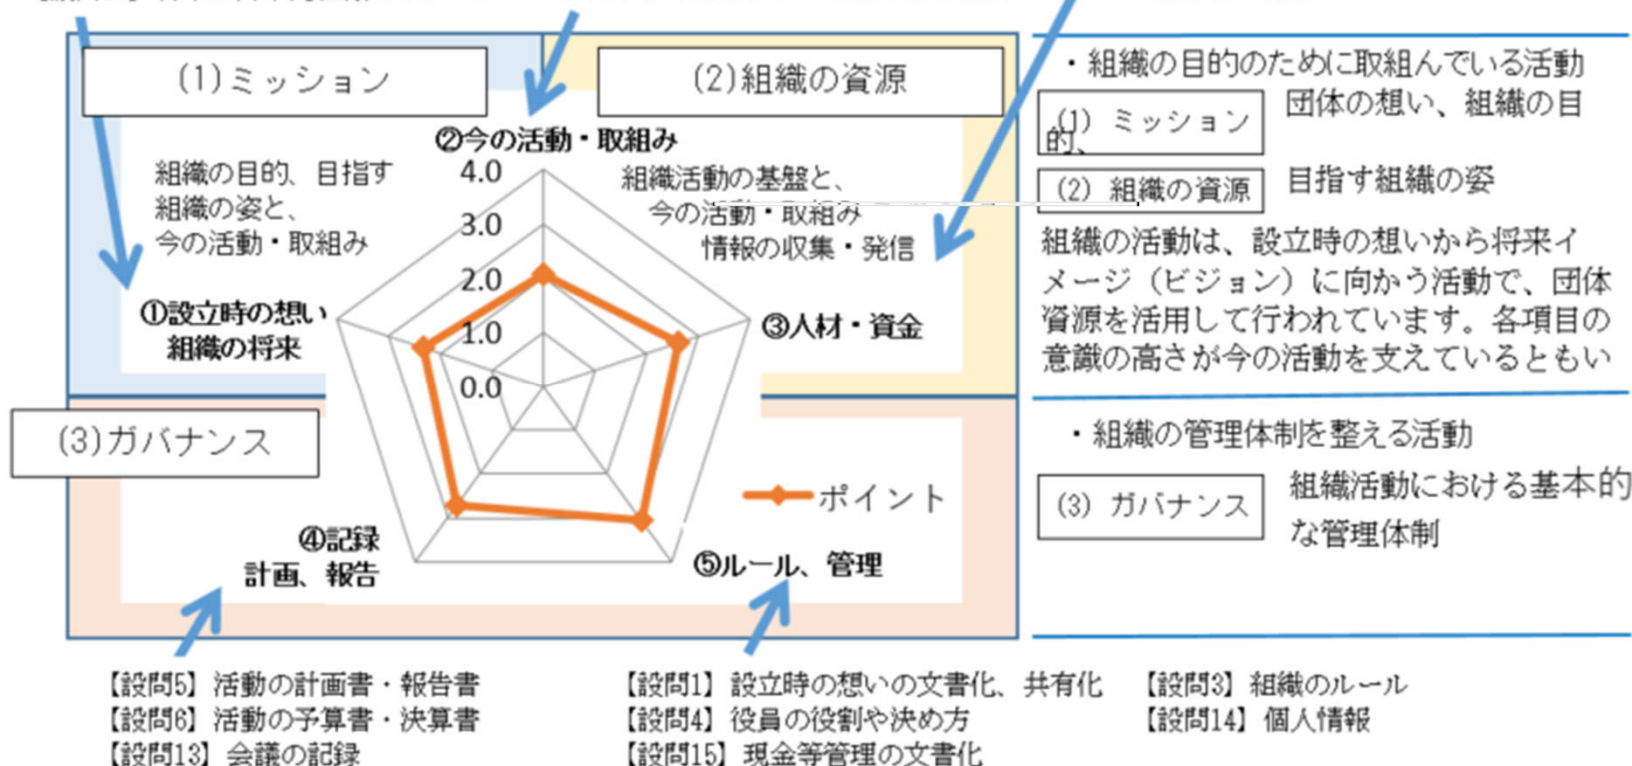 (1)ミッション
(2)組織の資源
②今の活動・取組み
組織の目的、目指す
組織の姿と、
今の活動・取組み
組織活動の基盤と、
今の活動・取組み
情報の収集・発信
4.0
3.0
2.0
1.0
0.0
①設立時の想い
組織の将来
③人材・資金
(3)ガバナンス
ポイント
④記録
計画、報告
⑤ルール、管理
・組織の目的のために取組んでいる活動
(1) ミッション
団体の想い、組織の目
的、
(2) 組織の資源
目指す組織の姿
組織の活動は、設立時の想いから将来イ
メージ（ビジョン）に向かう活動で、団体
資源を活用して行われています。各項目の
意識の高さが今の活動を支えているともい
・組織の管理体制を整える活動
(3) ガバナンス
組織活動における基本的
な管理体制
【設問5】活動の計画書・報告書
【設問6】活動の予算書・決算書
【設問13】会議の記録
【設問1】設立時の想いの文書化、共有化
【設問4】役員の役割や決め方
【設問15】現金等管理の文書化
【設問3】組織のルール
【設問14】個人情報